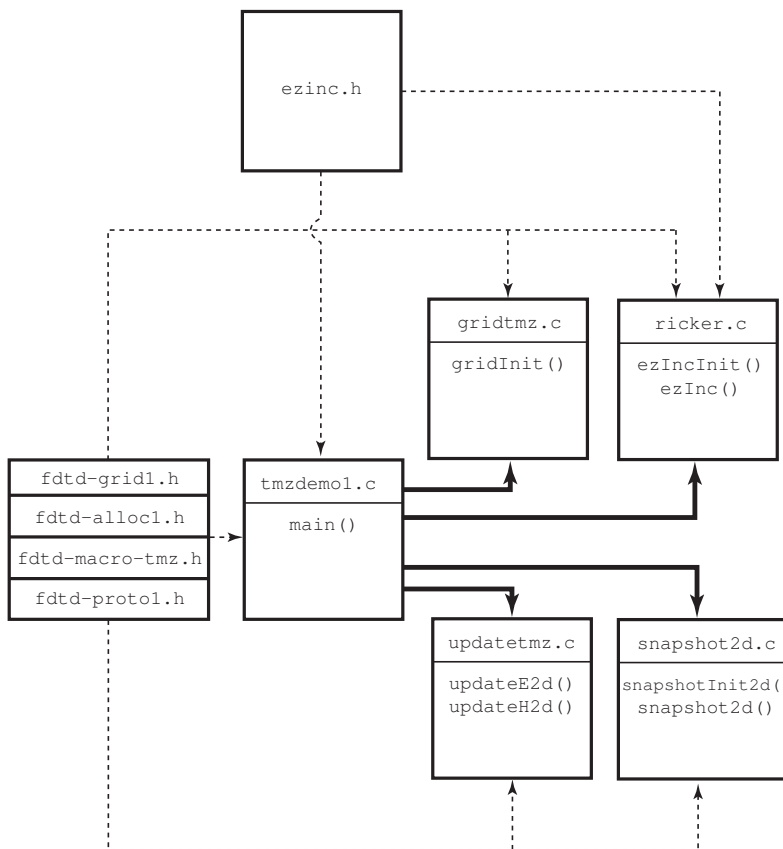 ezinc.h
gridtmz.c
gridInit()
ricker.c
ezIncInit()
ezInc()
fdtd-grid1.h
fdtd-alloc1.h
fdtd-macro-tmz.h
fdtd-proto1.h
tmzdemo1.c
main()
updatetmz.c
updateE2d()
updateH2d()
snapshot2d.c
snapshotInit2d(
snapshot2d()